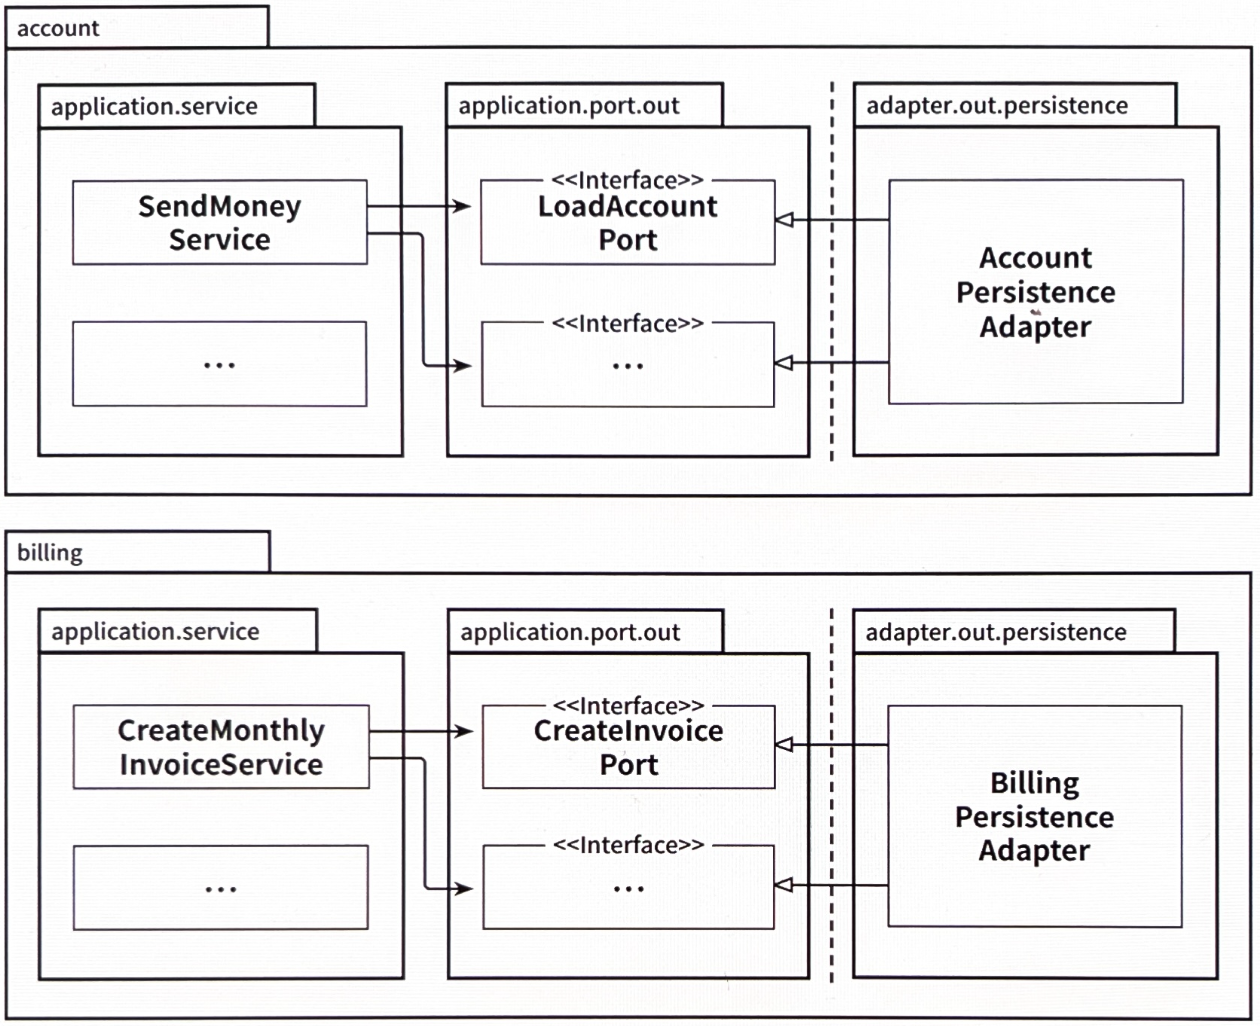 account
application.service
application.port.out
adapter.out.persistence
SendMoney
Service
...
<<Interface>>
LoadAccount
Port
<<Interface>>
...
Account
Persistence
Adapter
billing
application.service
application.port.out
adapter.out.persistence
CreateMonthly
InvoiceService
...
<<Interface>>
CreateInvoice
Port
<<Interface>>
...
Billing
Persistence
Adapter